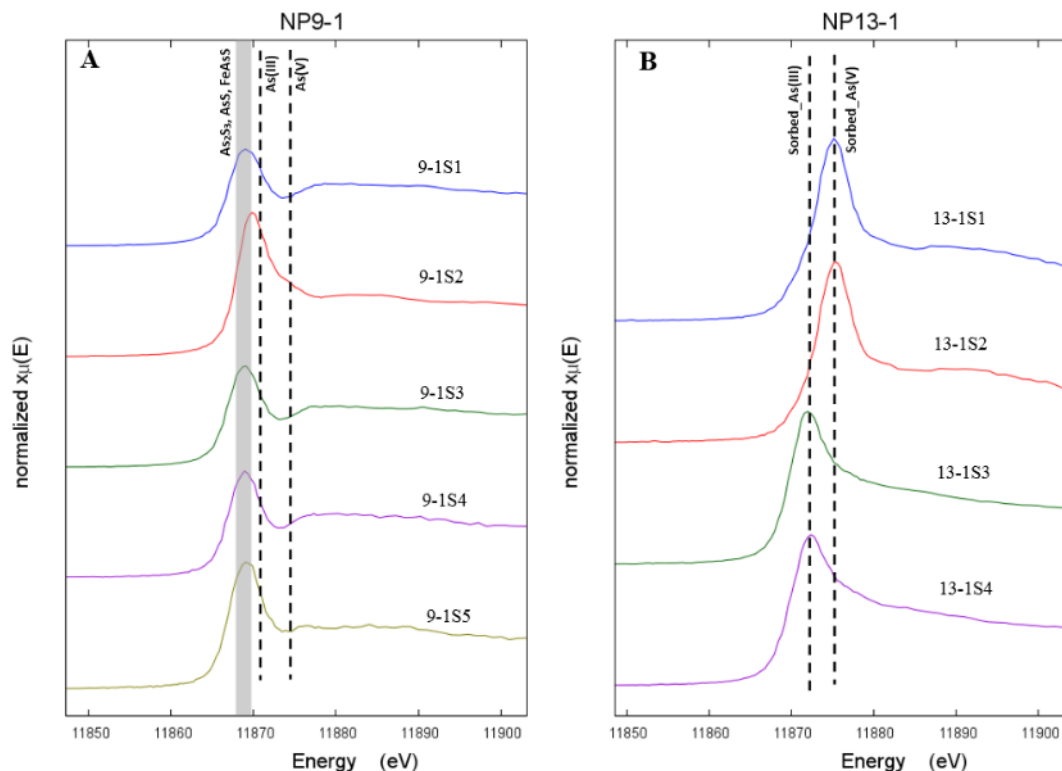 NP9-1
A
As₂S₃, AsS, FeAsS
As(III)
As(V)
9-1S1
9-1S2
9-1S3
9-1S4
9-1S5
normalized xμ(E)
11850 11860 11870 11880 11890 11900
Energy (eV)
NP13-1
B
Sorbed_As(III)
Sorbed_As(V)
13-1S1
13-1S2
13-1S3
13-1S4
normalized xμ(E)
11850 11860 11870 11880 11890 11900
Energy (eV)